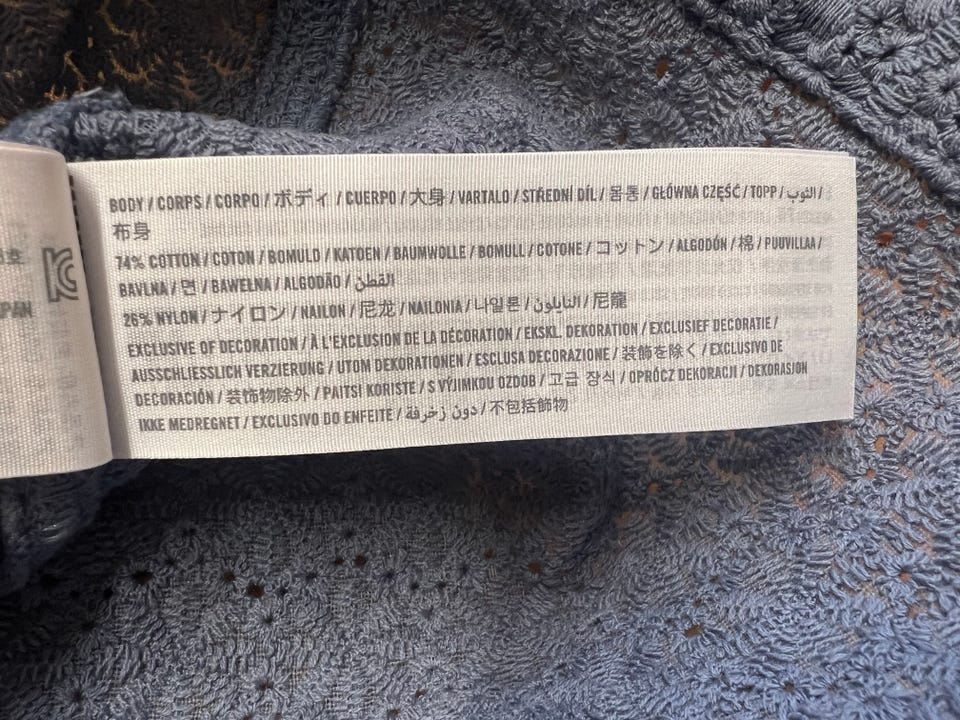 BODY / CORPS / CORPO / ボディ / CUERPO / 大身 / VARTALO / STŘEDNÍ DÍL / 몸통 / GŁÓWNA CZĘŚĆ / TOPP / الثوب /
布身
74% COTTON / COTON / BOMULD / KATOEN / BAUMWOLLE / BOMULL / COTONE / コットン / ALGODÓN / 棉 / PUUVILLAA /
BAVLNA / 면 / BAWEŁNA / ALGODÃO / القطن
26% NYLON / ナイロン / NAILON / 尼龙 / NAILONIA / 나일론 / النايلون / 尼龍
EXCLUSIVE OF DECORATION / À L'EXCLUSION DE LA DÉCORATION / EKSKL. DEKORATION / EXCLUSIEF DECORATIE /
AUSSCHLIESSLICH VERZIERUNG / UTOM DEKORATIONEN / ESCLUSA DECORAZIONE / 装飾を除く / EXCLUSIVO DE
DECORACIÓN / 装饰物除外 / PAITSI KORISTE / S VÝJIMKOU OZDOB / 고급 장식 / OPRÓCZ DEKORACJI / DEKORASJON
IKKE MEDREGNET / EXCLUSIVO DO ENFEITE / دون زخرفة / 不包括飾物